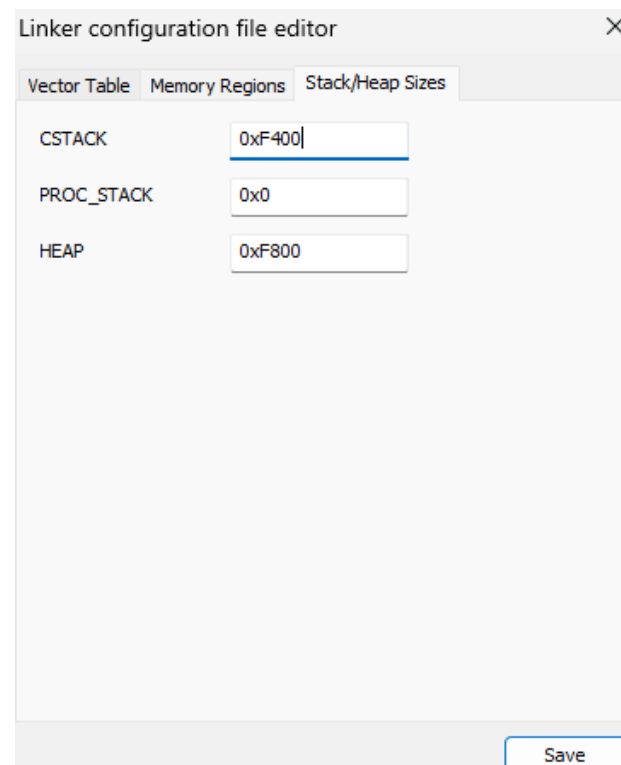 Linker configuration file editor
Vector Table Memory Regions Stack/Heap Sizes
CSTACK 0xF400
PROC_STACK 0x0
HEAP 0xF800
Save